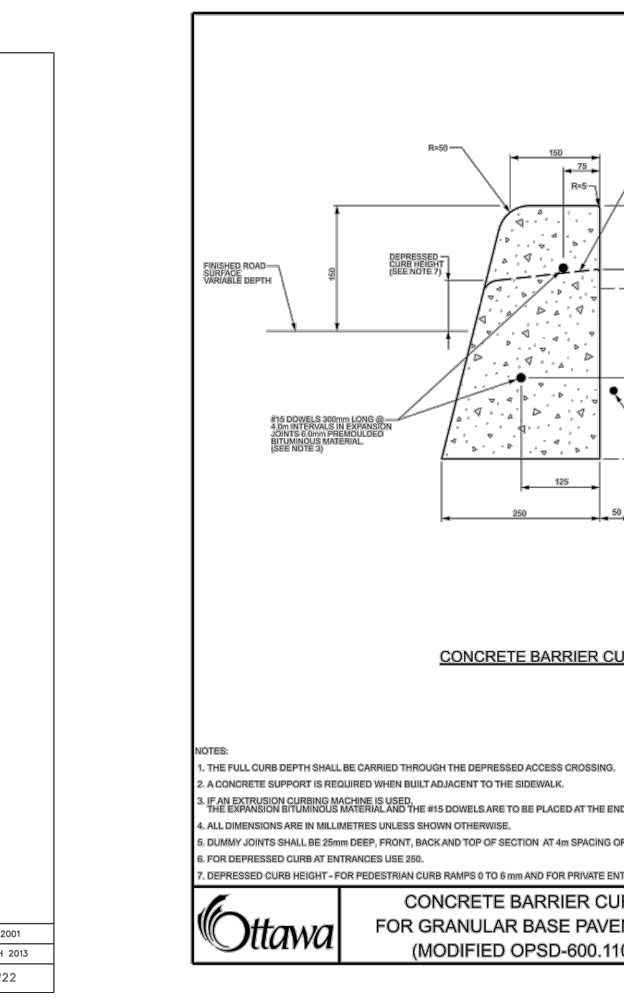 2001
H 2013
'22
150
75
R=50
R=5
150
DEPRESSED
CURB HEIGHT
(SEE NOTE 7)
FINISHED ROAD
SURFACE
VARIABLE DEPTH
#15 DOWELS 300mm LONG @
4.0m INTERVALS IN EXPANSION
JOINTS 6.0mm PREMOULDED
BITUMINOUS MATERIAL.
(SEE NOTE 3)
125
250
50
CONCRETE BARRIER CU
NOTES:
1. THE FULL CURB DEPTH SHALL BE CARRIED THROUGH THE DEPRESSED ACCESS CROSSING.
2. A CONCRETE SUPPORT IS REQUIRED WHEN BUILT ADJACENT TO THE SIDEWALK.
3. IF AN EXTRUSION CURBING MACHINE IS USED,
THE EXPANSION BITUMINOUS MATERIAL AND THE #15 DOWELS ARE TO BE PLACED AT THE END
4. ALL DIMENSIONS ARE IN MILLIMETRES UNLESS SHOWN OTHERWISE.
5. DUMMY JOINTS SHALL BE 25mm DEEP, FRONT, BACK AND TOP OF SECTION AT 4m SPACING OR
6. FOR DEPRESSED CURB AT ENTRANCES USE 250.
7. DEPRESSED CURB HEIGHT - FOR PEDESTRIAN CURB RAMPS 0 TO 6 mm AND FOR PRIVATE ENT
Ottawa
CONCRETE BARRIER CUR
FOR GRANULAR BASE PAVEM
(MODIFIED OPSD-600.110